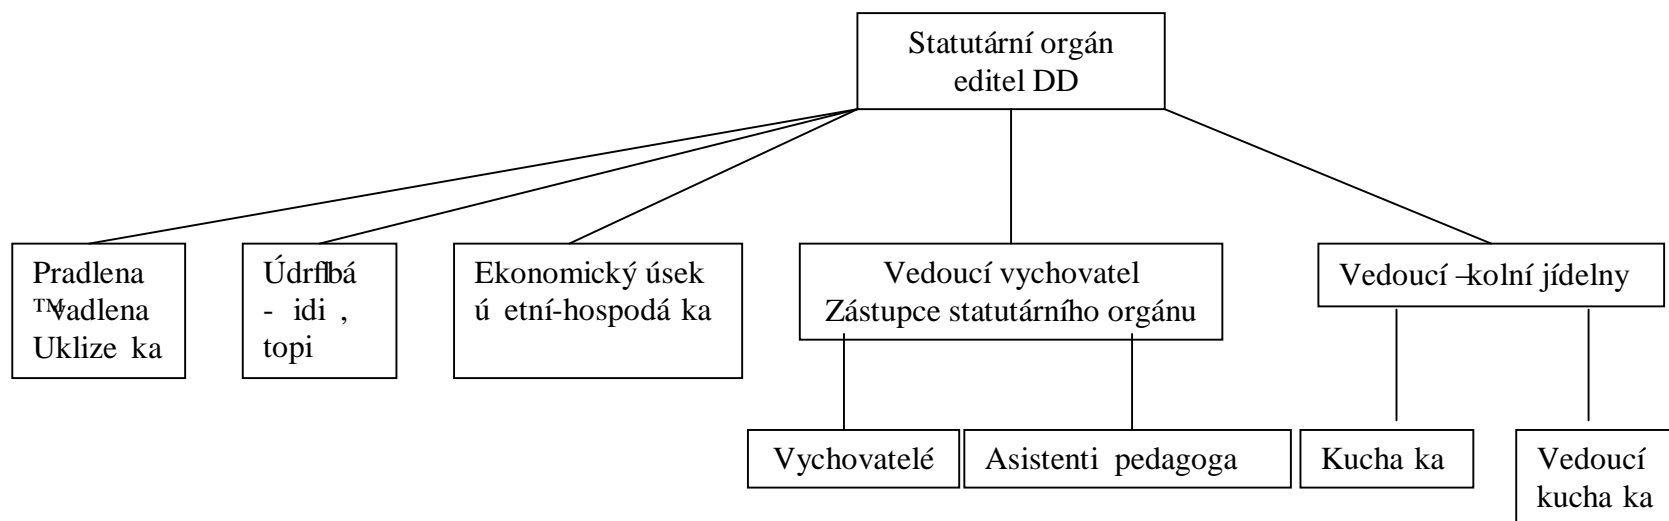 Statutární orgán
editel DD
Pradlena
™vadlena
Uklize ka
Údrflbá
- idi ,
topi
Ekonomický úsek
ú etní-hospodá ka
Vedoucí vychovatel
Zástupce statutárního orgánu
Vedoucí –kolní jídelny
Vychovatelé
Asistenti pedagoga
Kucha ka
Vedoucí
kucha ka